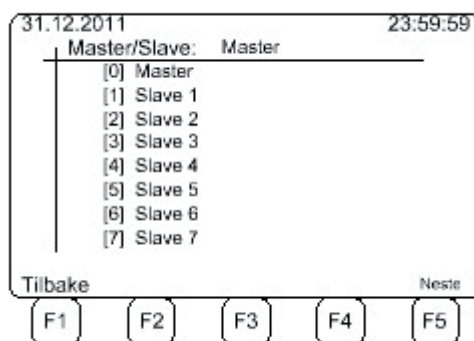 31.12.2011 23:59:59
Master/Slave: Master
[0] Master
[1] Slave 1
[2] Slave 2
[3] Slave 3
[4] Slave 4
[5] Slave 5
[6] Slave 6
[7] Slave 7
Tilbake Neste
F1 F2 F3 F4 F5